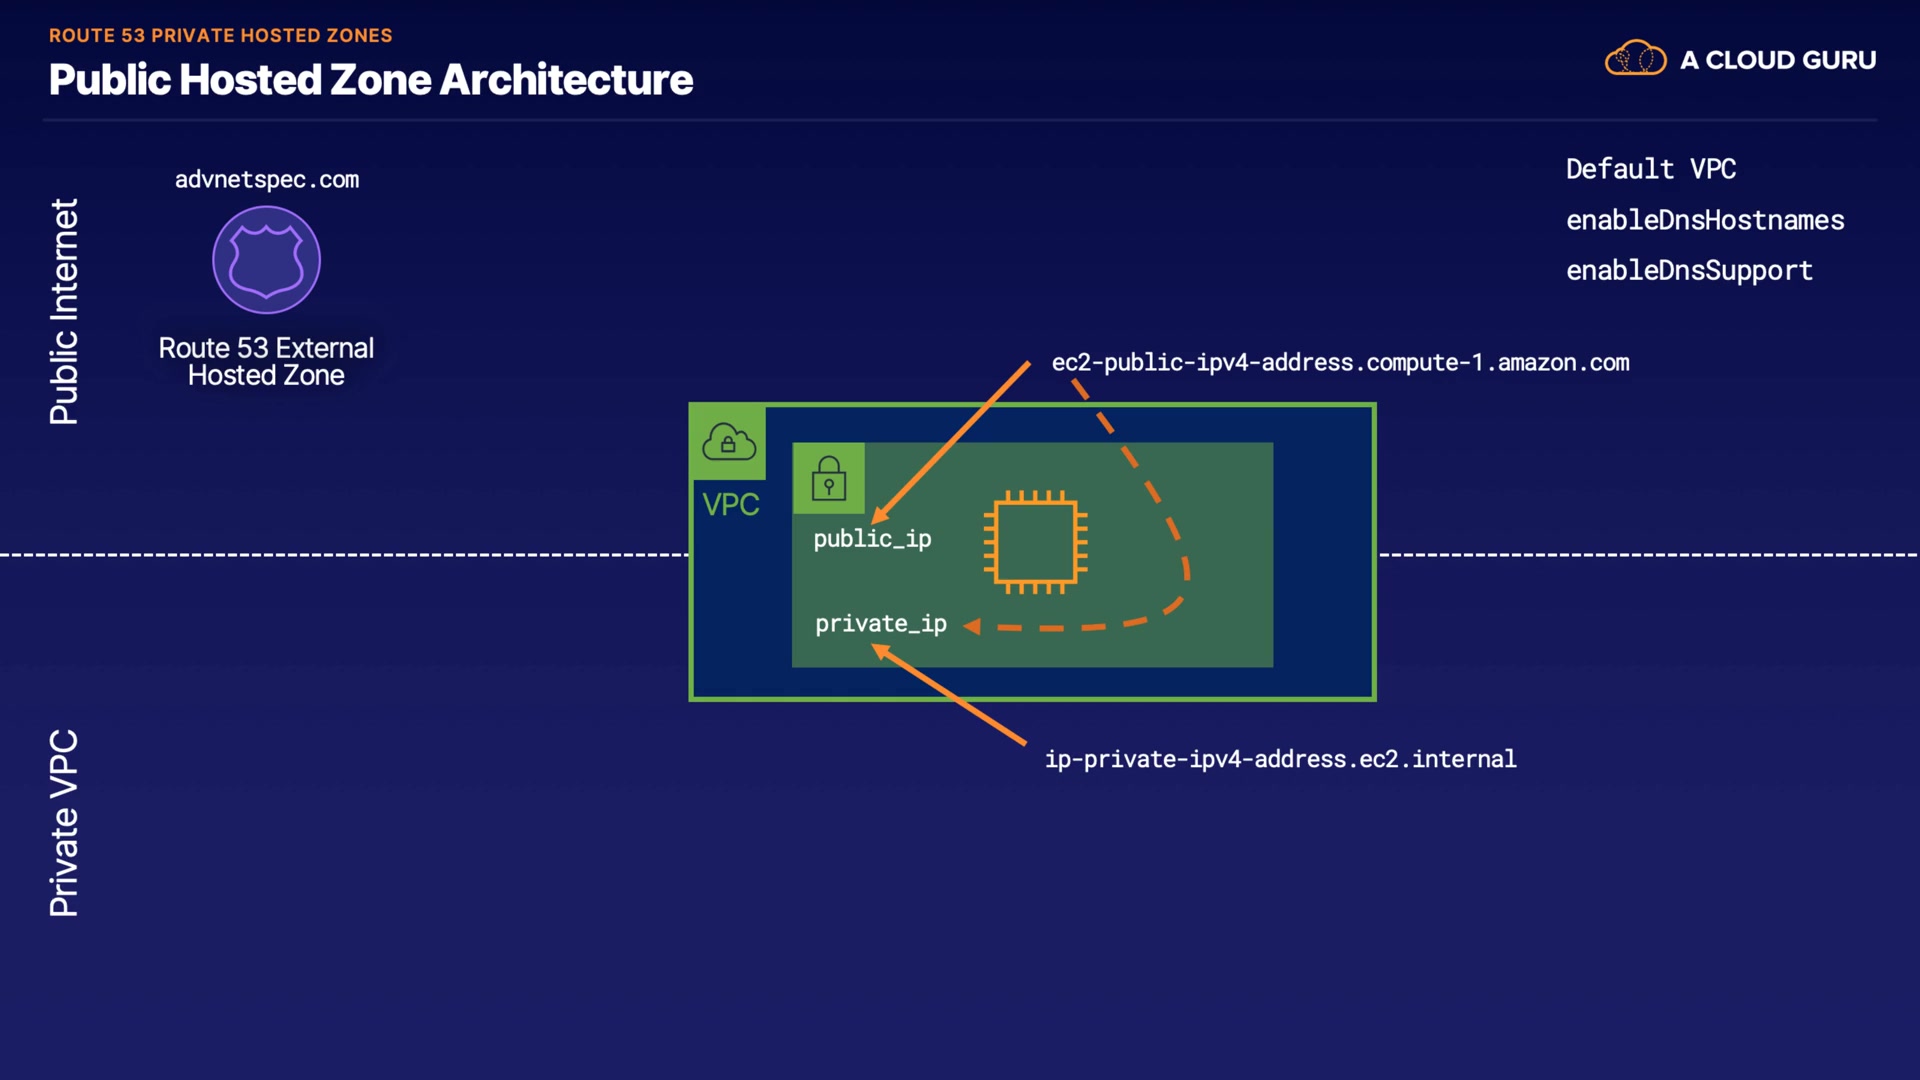 ROUTE 53 PRIVATE HOSTED ZONES
Public Hosted Zone Architecture
A CLOUD GURU
Public Internet
advnetspec.com
Route 53 External
Hosted Zone
Default VPC
enableDnsHostnames
enableDnsSupport
ec2-public-ipv4-address.compute-1.amazon.com
VPC
public_ip
private_ip
ip-private-ipv4-address.ec2.internal
Private VPC